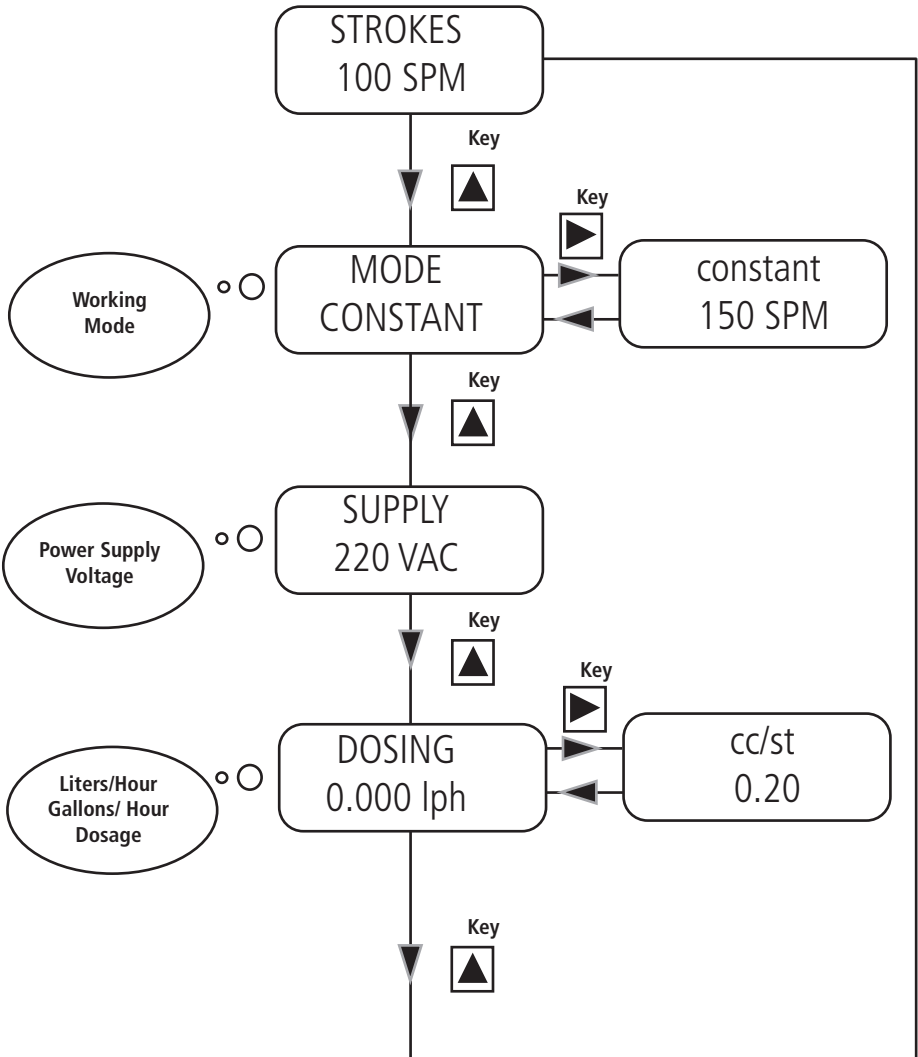 STROKES
100 SPM
Key
Key
Working
Mode
MODE
CONSTANT
constant
150 SPM
Key
Power Supply
Voltage
SUPPLY
220 VAC
Key
Key
Liters/Hour
Gallons/ Hour
Dosage
DOSING
0.000 lph
cc/st
0.20
Key